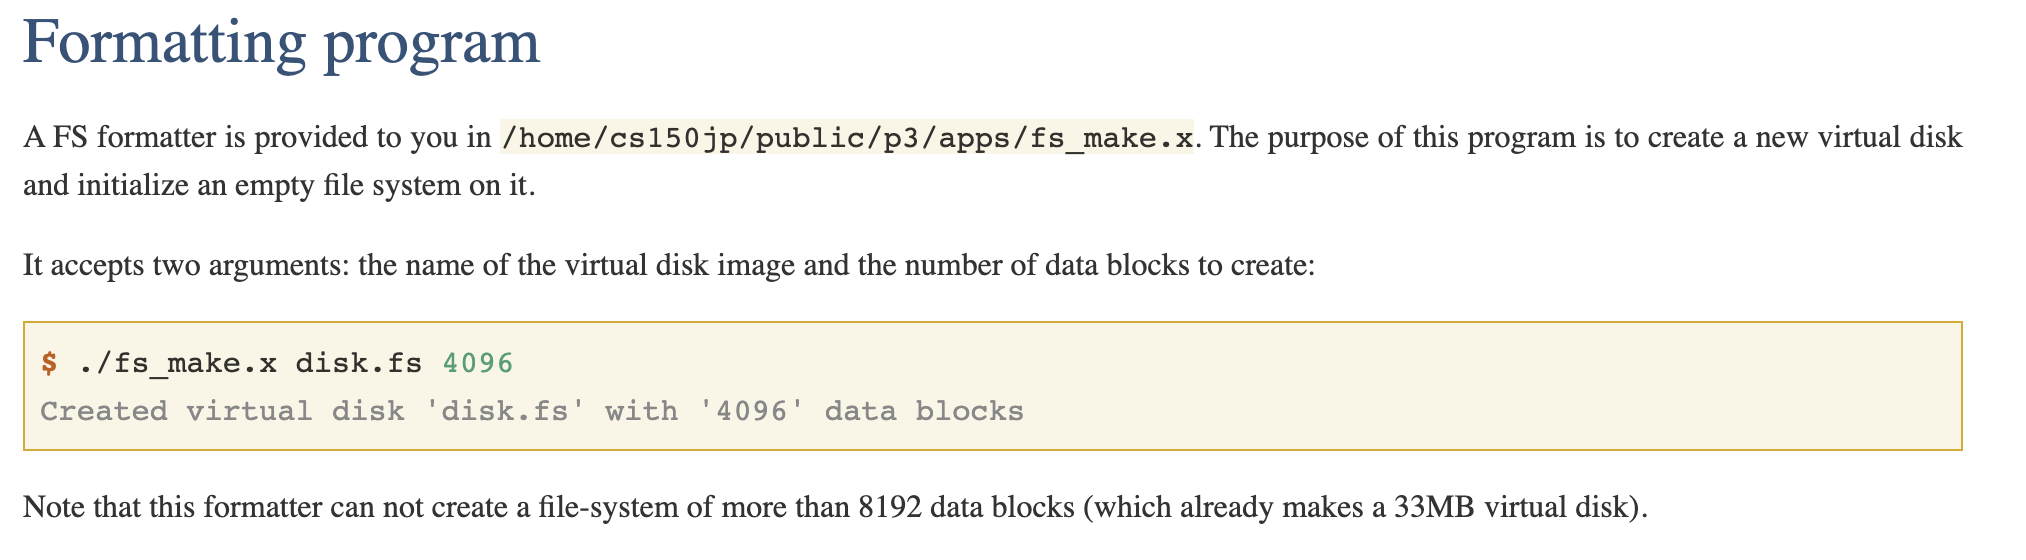 Formatting program
A FS formatter is provided to you in /home/cs150jp/public/p3/apps/fs_make.x. The purpose of this program is to create a new virtual disk
and initialize an empty file system on it.
It accepts two arguments: the name of the virtual disk image and the number of data blocks to create:
$ ./fs_make.x disk.fs 4096
Created virtual disk 'disk.fs' with '4096' data blocks
Note that this formatter can not create a file-system of more than 8192 data blocks (which already makes a 33MB virtual disk).